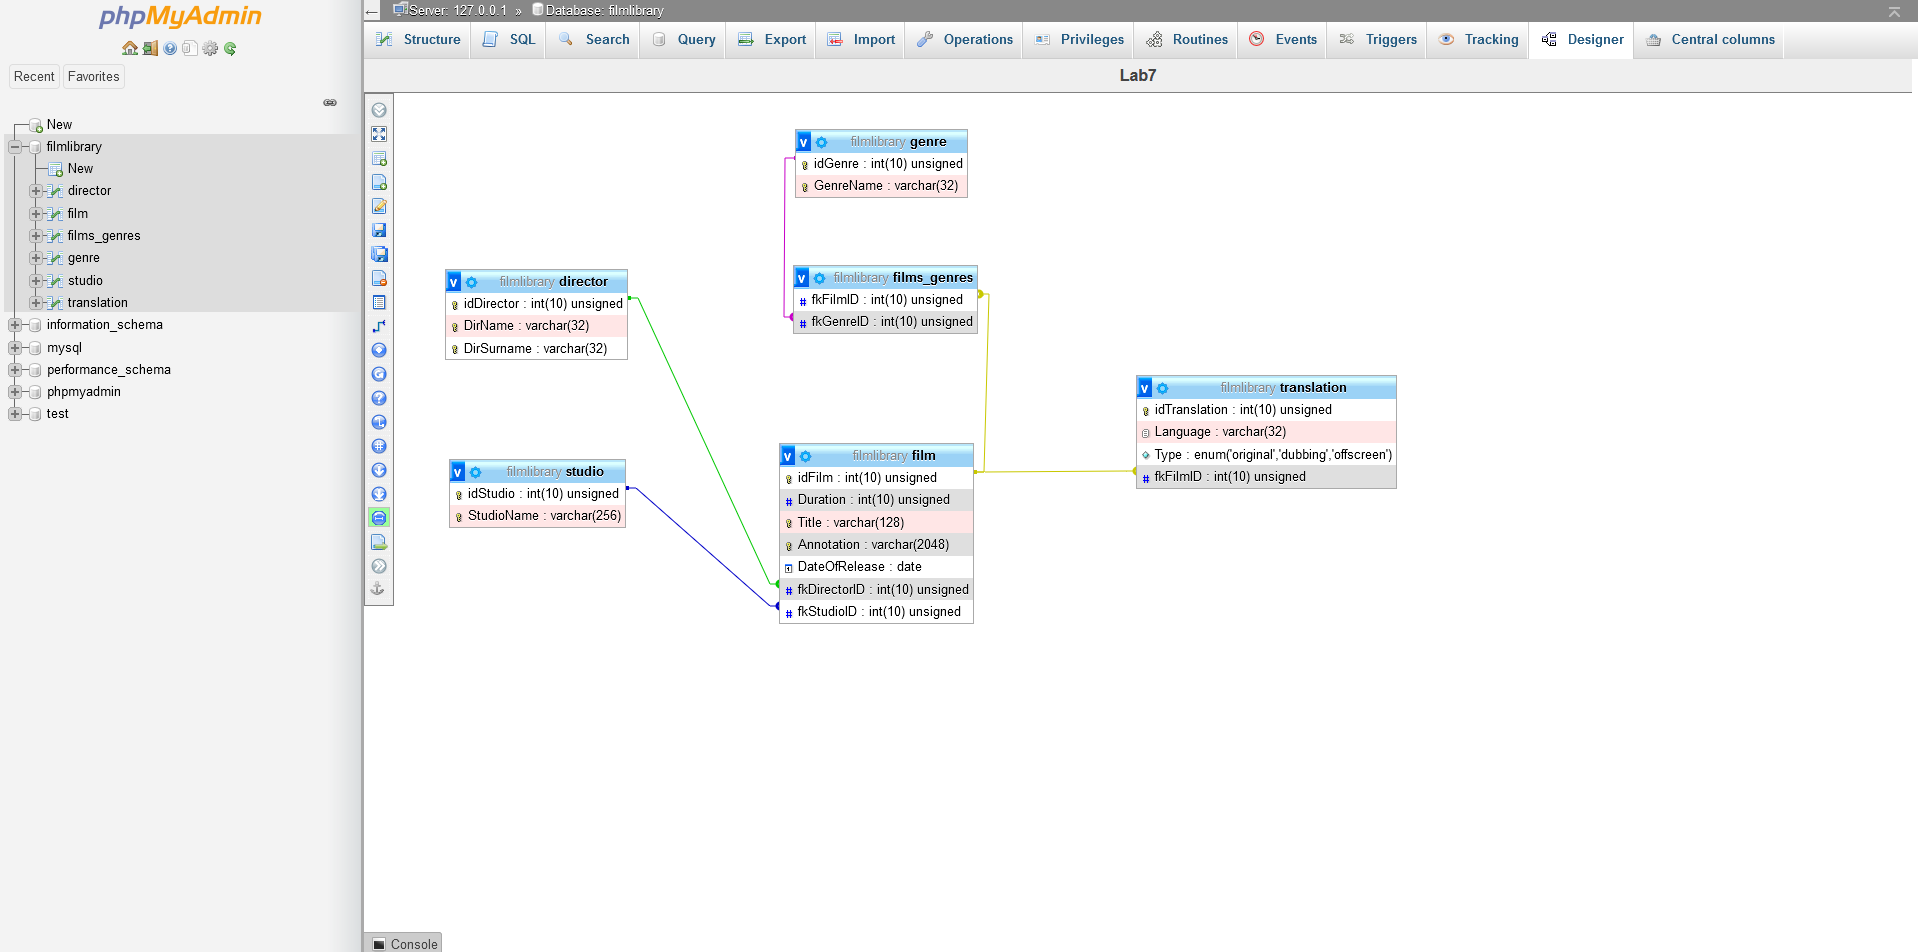 phpMyAdmin
Recent Favorites
New
filmlibrary
New
director
film
films_genres
genre
studio
translation
information_schema
mysql
performance_schema
phpmyadmin
test
← Server: 127.0.0.1 » Database: filmlibrary
Structure SQL Search Query Export Import Operations Privileges Routines Events Triggers Tracking Designer Central columns
Lab7
v filmlibrary genre
idGenre : int(10) unsigned
GenreName : varchar(32)
v filmlibrary director
idDirector : int(10) unsigned
DirName : varchar(32)
DirSurname : varchar(32)
v filmlibrary films_genres
# fkFilmID : int(10) unsigned
# fkGenreID : int(10) unsigned
v filmlibrary translation
idTranslation : int(10) unsigned
Language : varchar(32)
Type : enum('original','dubbing','offscreen')
# fkFilmID : int(10) unsigned
v filmlibrary studio
idStudio : int(10) unsigned
StudioName : varchar(256)
v filmlibrary film
idFilm : int(10) unsigned
# Duration : int(10) unsigned
Title : varchar(128)
Annotation : varchar(2048)
DateOfRelease : date
# fkDirectorID : int(10) unsigned
# fkStudioID : int(10) unsigned
Console